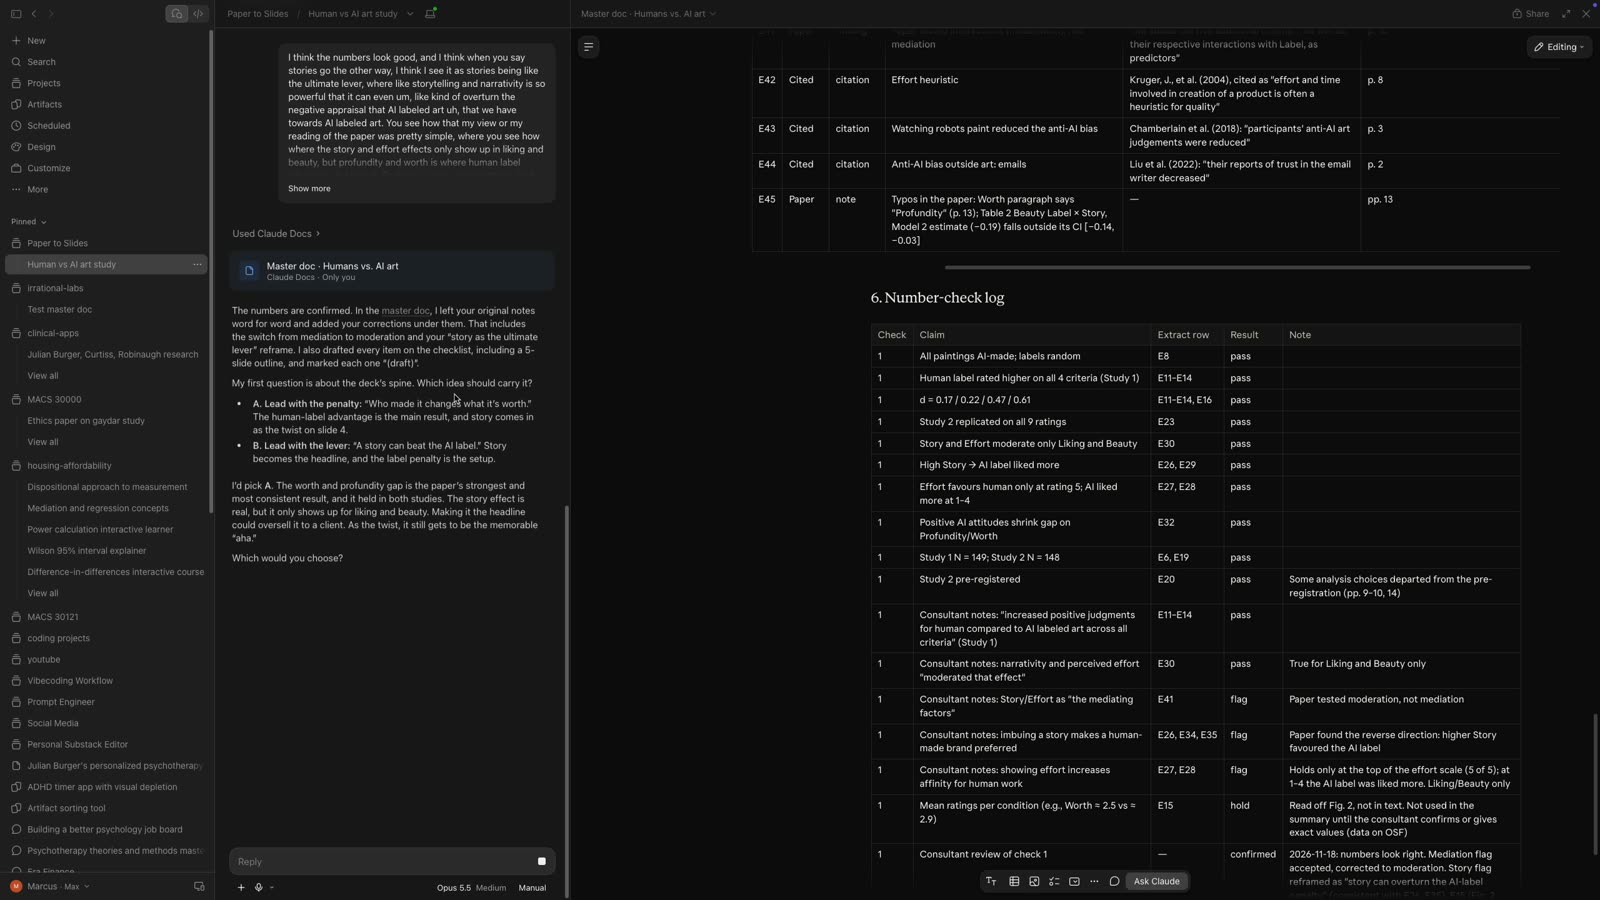 Paper to Slides / Human vs AI art study
Master doc · Humans vs. AI art
Share
Editing
New
Search
Projects
Artifacts
Scheduled
Design
Customize
More
Pinned
Paper to Slides
Human vs AI art study
irrational-labs
Test master doc
clinical-apps
Julian Burger, Curtiss, Robinaugh research
View all
MACS 30000
Ethics paper on gaydar study
View all
housing-affordability
Dispositional approach to measurement
Mediation and regression concepts
Power calculation interactive learner
Wilson 95% interval explainer
Difference-in-differences interactive course
View all
MACS 30121
coding projects
youtube
Vibecoding Workflow
Prompt Engineer
Social Media
Personal Substack Editor
Julian Burger's personalized psychotherapy
ADHD timer app with visual depletion
Artifact sorting tool
Building a better psychology job board
Psychotherapy theories and methods maste
Era Finance
M
Marcus · Max
I think the numbers look good, and I think when you say
stories go the other way, I think I see it as stories being like
the ultimate lever, where like storytelling and narrativity is so
powerful that it can even um, like kind of overturn the
negative appraisal that AI labeled art uh, that we have
towards AI labeled art. You see how that my view or my
reading of the paper was pretty simple, where you see how
where the story and effort effects only show up in liking and
beauty, but profundity and worth is where human label
Show more
Used Claude Docs
Master doc · Humans vs. AI art
Claude Docs · Only you
The numbers are confirmed. In the master doc, I left your original notes
word for word and added your corrections under them. That includes
the switch from mediation to moderation and your “story as the ultimate
lever” reframe. I also drafted every item on the checklist, including a 5-
slide outline, and marked each one “(draft)”.
My first question is about the deck’s spine. Which idea should carry it?
• A. Lead with the penalty: “Who made it changes what it’s worth.”
The human-label advantage is the main result, and story comes in
as the twist on slide 4.
• B. Lead with the lever: “A story can beat the AI label.” Story
becomes the headline, and the label penalty is the setup.
I’d pick A. The worth and profundity gap is the paper’s strongest and
most consistent result, and it held in both studies. The story effect is
real, but it only shows up for liking and beauty. Making it the headline
could oversell it to a client. As the twist, it still gets to be the memorable
“aha.”
Which would you choose?
Reply
Opus 5.5 Medium Manual
mediation
their respective interactions with Label, as
predictors”
E42 Cited citation Effort heuristic Kruger, J., et al. (2004), cited as “effort and time p. 8
involved in creation of a product is often a
heuristic for quality”
E43 Cited citation Watching robots paint reduced the anti-AI bias Chamberlain et al. (2018): “participants’ anti-AI art p. 3
judgements were reduced”
E44 Cited citation Anti-AI bias outside art: emails Liu et al. (2022): “their reports of trust in the email p. 2
writer decreased”
E45 Paper note Typos in the paper: Worth paragraph says — pp. 13
“Profundity” (p. 13); Table 2 Beauty Label × Story,
Model 2 estimate (−0.19) falls outside its CI [−0.14,
−0.03]
6. Number-check log
Check Claim Extract row Result Note
1 All paintings AI-made; labels random E8 pass
1 Human label rated higher on all 4 criteria (Study 1) E11–E14 pass
1 d = 0.17 / 0.22 / 0.47 / 0.61 E11–E14, E16 pass
1 Study 2 replicated on all 9 ratings E23 pass
1 Story and Effort moderate only Liking and Beauty E30 pass
1 High Story → AI label liked more E26, E29 pass
1 Effort favours human only at rating 5; AI liked E27, E28 pass
more at 1–4
1 Positive AI attitudes shrink gap on E32 pass
Profundity/Worth
1 Study 1 N = 149; Study 2 N = 148 E6, E19 pass
1 Study 2 pre-registered E20 pass Some analysis choices departed from the pre-
registration (pp. 9–10, 14)
1 Consultant notes: “increased positive judgments E11–E14 pass
for human compared to AI labeled art across all
criteria” (Study 1)
1 Consultant notes: narrativity and perceived effort E30 pass True for Liking and Beauty only
“moderated that effect”
1 Consultant notes: Story/Effort as “the mediating E41 flag Paper tested moderation, not mediation
factors”
1 Consultant notes: imbuing a story makes a human- E26, E34, E35 flag Paper found the reverse direction: higher Story
made brand preferred favoured the AI label
1 Consultant notes: showing effort increases E27, E28 flag Holds only at the top of the effort scale (5 of 5); at
affinity for human work 1–4 the AI label was liked more. Liking/Beauty only
1 Mean ratings per condition (e.g., Worth ≈ 2.5 vs ≈ E15 hold Read off Fig. 2, not in text. Not used in the
2.9) summary until the consultant confirms or gives
exact values (data on OSF)
1 Consultant review of check 1 — confirmed 2026-11-18: numbers look right. Mediation flag
accepted, corrected to moderation. Story flag
reframed as “story can overturn the AI-label
Ask Claude